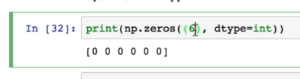 In [32]: print(np.zeros((6), dtype=int))
[0 0 0 0 0 0]